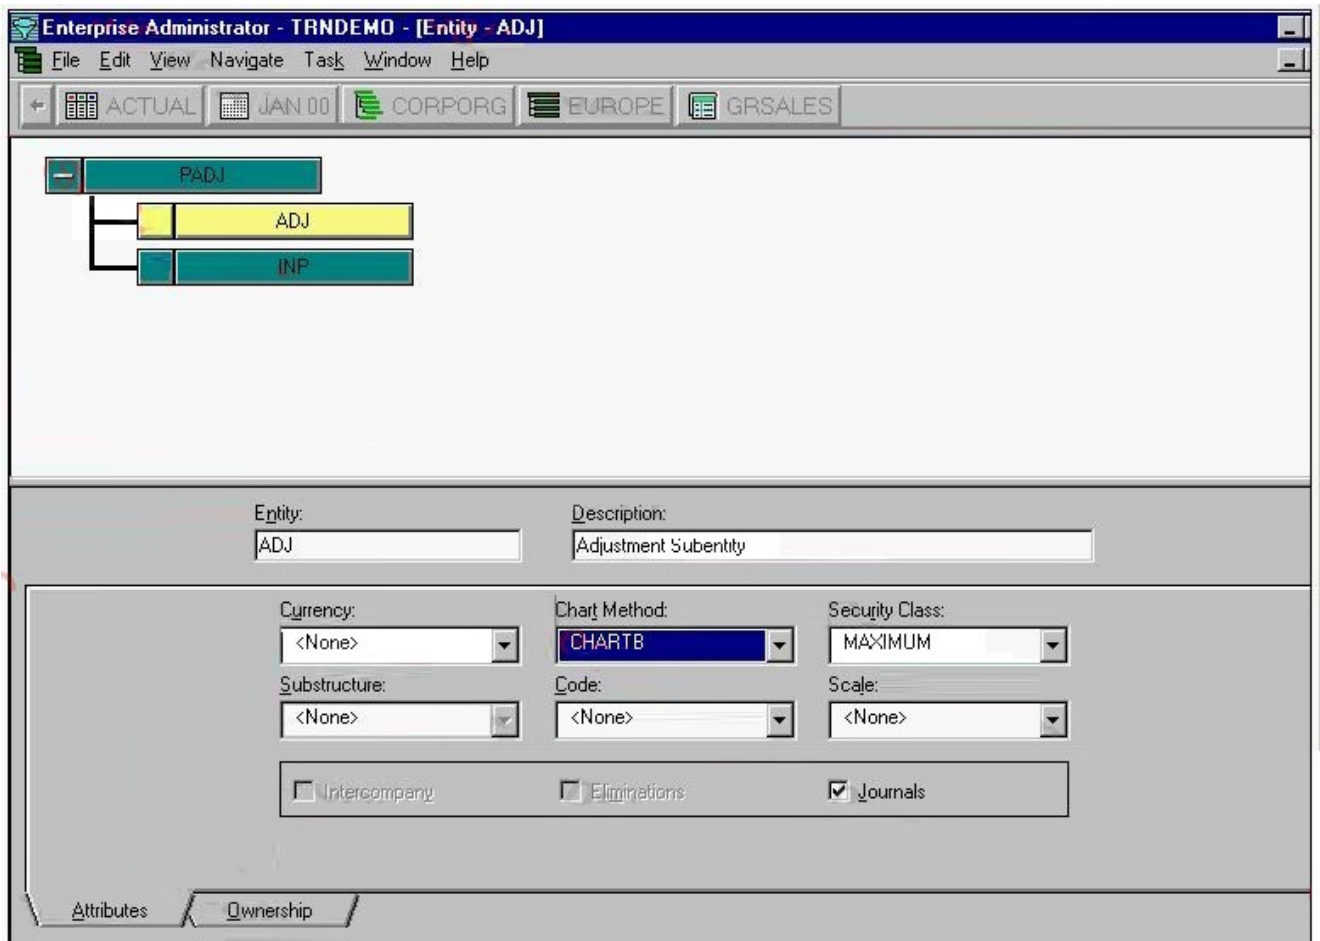 Enterprise Administrator - TRNDEMO - [Entity - ADJ]
File Edit View Navigate Task Window Help
ACTUAL JAN 00 CORPORG EUROPE GRSALES
PADJ
ADJ
INP
Entity: Description:
ADJ Adjustment Subentity
Currency: Chart Method: Security Class:
<None> CHARTB MAXIMUM
Substructure: Code: Scale:
<None> <None> <None>
Intercompany Eliminations Journals
Attributes Ownership